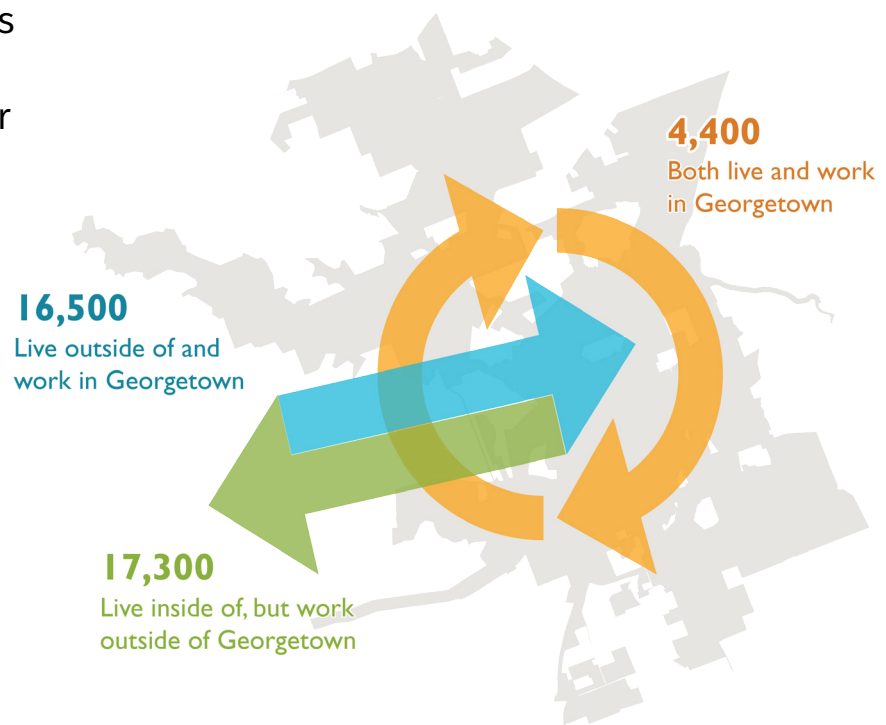 s
r
4,400
Both live and work
in Georgetown
16,500
Live outside of and
work in Georgetown
17,300
Live inside of, but work
outside of Georgetown